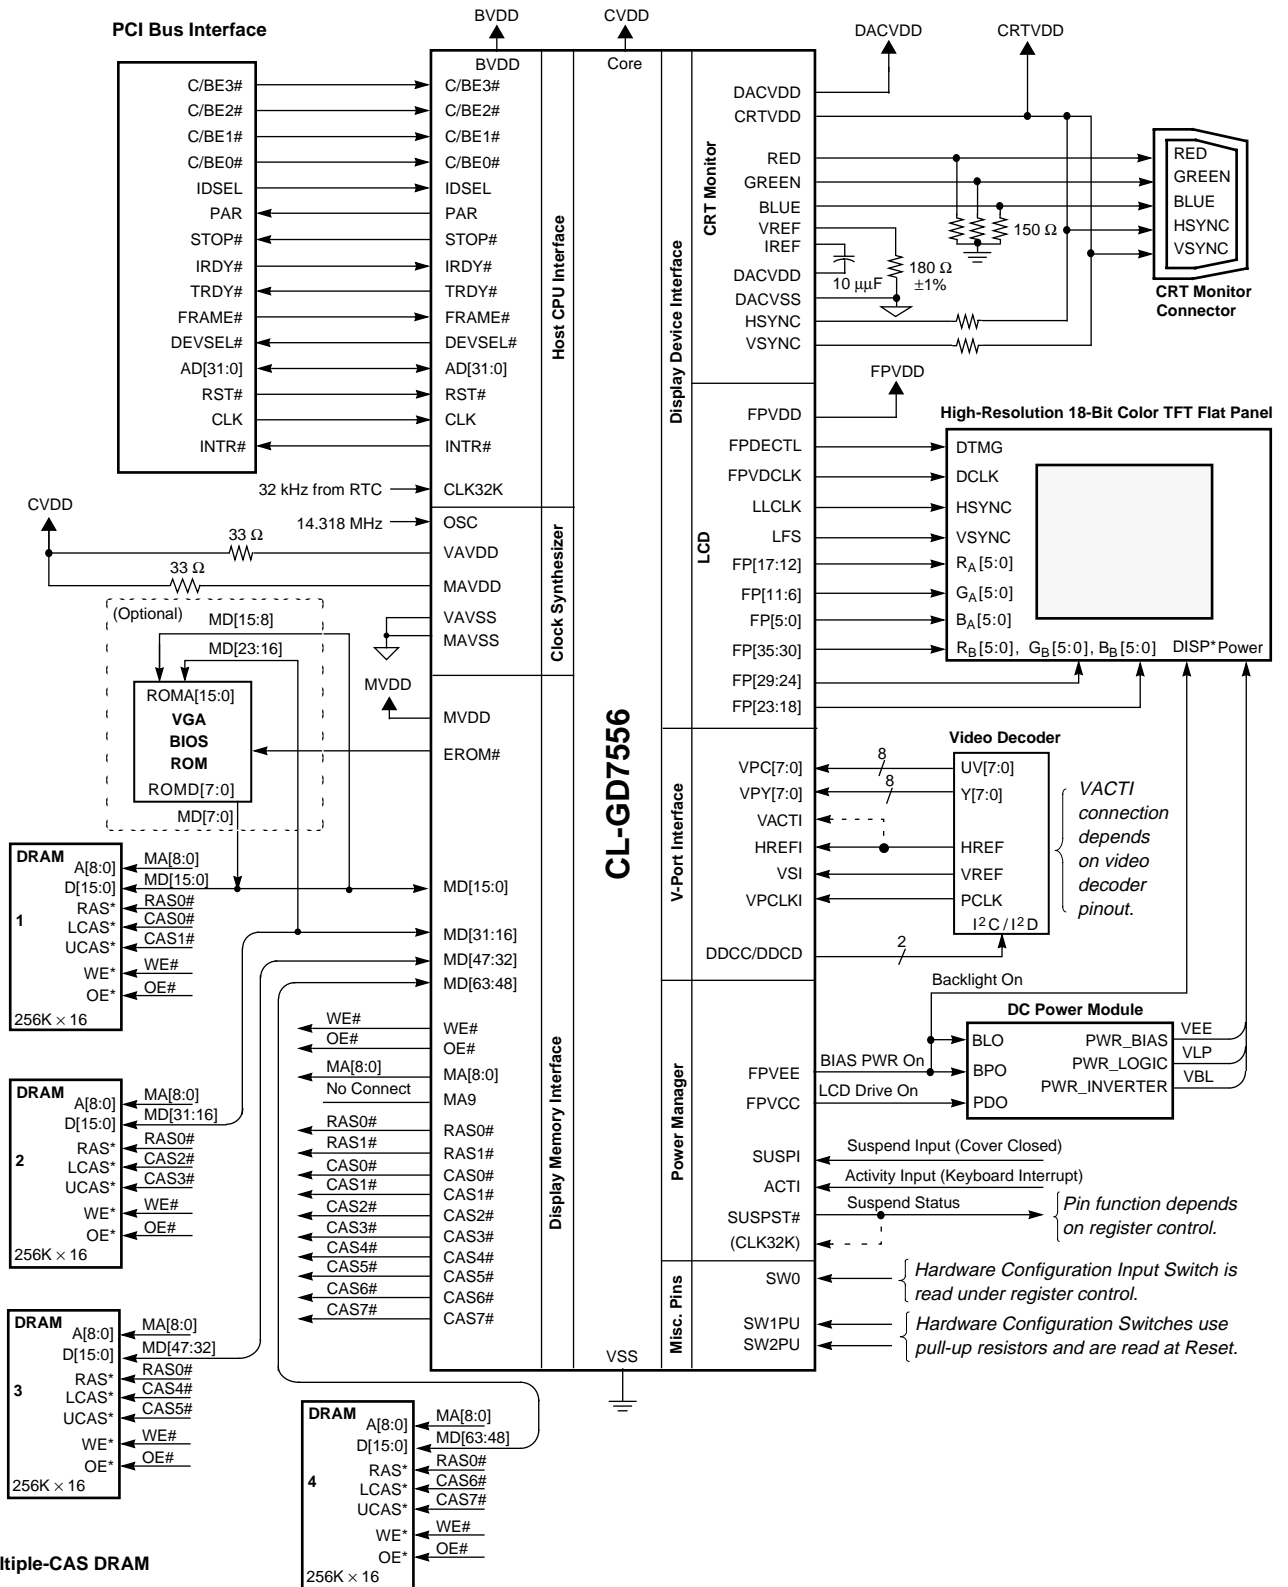 PCI Bus Interface
BVDD
CVDD
DACVDD
CRTVDD
BVDD
Core
C/BE3#
C/BE2#
C/BE1#
C/BE0#
IDSEL
PAR
STOP#
IRDY#
TRDY#
FRAME#
DEVSEL#
AD[31:0]
RST#
CLK
INTR#
C/BE3#
C/BE2#
C/BE1#
C/BE0#
IDSEL
PAR
STOP#
IRDY#
TRDY#
FRAME#
DEVSEL#
AD[31:0]
RST#
CLK
INTR#
Host CPU Interface
32 kHz from RTC
CLK32K
14.318 MHz
OSC
CVDD
33 Ω
VAVDD
33 Ω
MAVDD
VAVSS
MAVSS
Clock Synthesizer
(Optional)
MD[15:8]
MD[23:16]
ROMA[15:0]
VGA
BIOS
ROM
ROMD[7:0]
MD[7:0]
MVDD
MVDD
EROM#
MD[15:0]
MD[31:16]
MD[47:32]
MD[63:48]
WE#
WE#
OE#
OE#
MA[8:0]
MA[8:0]
No Connect
MA9
RAS0#
RAS0#
RAS1#
RAS1#
CAS0#
CAS0#
CAS1#
CAS1#
CAS2#
CAS2#
CAS3#
CAS3#
CAS4#
CAS4#
CAS5#
CAS5#
CAS6#
CAS6#
CAS7#
CAS7#
Display Memory Interface
CL-GD7556
VSS
DRAM
A[8:0]
MA[8:0]
D[15:0]
MD[15:0]
RAS*
RAS0#
1
LCAS*
CAS0#
UCAS*
CAS1#
WE*
WE#
OE*
OE#
256K × 16
DRAM
A[8:0]
MA[8:0]
D[15:0]
MD[31:16]
RAS*
RAS0#
2
LCAS*
CAS2#
UCAS*
CAS3#
WE*
WE#
OE*
OE#
256K × 16
DRAM
A[8:0]
MA[8:0]
D[15:0]
MD[47:32]
RAS*
RAS0#
3
LCAS*
CAS4#
UCAS*
CAS5#
WE*
WE#
OE*
OE#
256K × 16
DRAM
A[8:0]
MA[8:0]
D[15:0]
MD[63:48]
RAS*
RAS0#
4
LCAS*
CAS6#
UCAS*
CAS7#
WE*
WE#
OE*
OE#
256K × 16
ltiple-CAS DRAM
Display Device Interface
CRT Monitor
DACVDD
CRTVDD
RED
GREEN
BLUE
VREF
IREF
DACVDD
DACVSS
HSYNC
VSYNC
150 Ω
10 μμF
180 Ω
±1%
RED
GREEN
BLUE
HSYNC
VSYNC
CRT Monitor
Connector
LCD
FPVDD
FPVDD
FPDECTL
FPVDCLK
LLCLK
LFS
FP[17:12]
FP[11:6]
FP[5:0]
FP[35:30]
FP[29:24]
FP[23:18]
High-Resolution 18-Bit Color TFT Flat Panel
DTMG
DCLK
HSYNC
VSYNC
RA[5:0]
GA[5:0]
BA[5:0]
RB[5:0], GB[5:0], BB[5:0] DISP* Power
V-Port Interface
VPC[7:0]
VPY[7:0]
VACTI
HREFI
VSI
VPCLKI
DDCC/DDCD
8
8
2
Video Decoder
UV[7:0]
Y[7:0]
HREF
VREF
PCLK
I2C/I2D
VACTI
connection
depends
on video
decoder
pinout.
Power Manager
Backlight On
FPVEE
BIAS PWR On
FPVCC
LCD Drive On
DC Power Module
BLO
BPO
PDO
PWR_BIAS
PWR_LOGIC
PWR_INVERTER
VEE
VLP
VBL
SUSPI
Suspend Input (Cover Closed)
ACTI
Activity Input (Keyboard Interrupt)
SUSPST#
Suspend Status
(CLK32K)
Pin function depends
on register control.
Misc. Pins
SW0
Hardware Configuration Input Switch is
read under register control.
SW1PU
SW2PU
Hardware Configuration Switches use
pull-up resistors and are read at Reset.